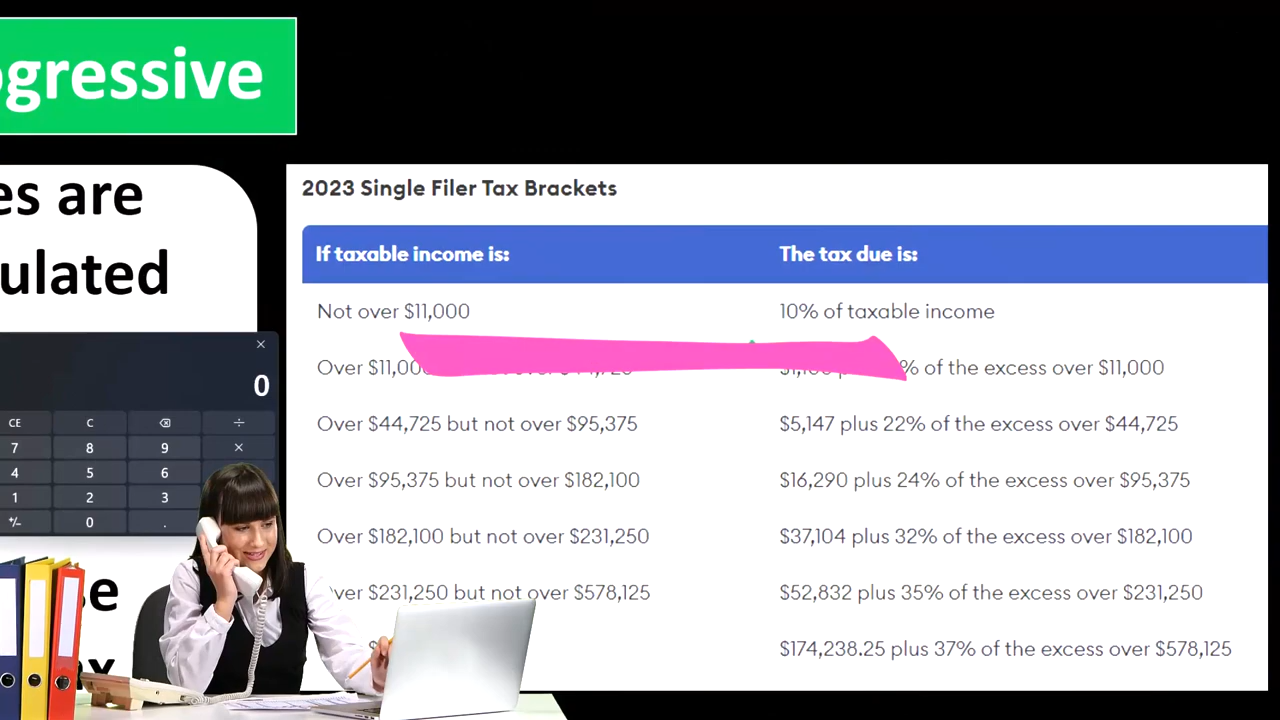 ogressive
es are
ulated
se
2023 Single Filer Tax Brackets
If taxable income is: The tax due is:
Not over $11,000 10% of taxable income
Over $11,000 % of the excess over $11,000
Over $44,725 but not over $95,375 $5,147 plus 22% of the excess over $44,725
Over $95,375 but not over $182,100 $16,290 plus 24% of the excess over $95,375
Over $182,100 but not over $231,250 $37,104 plus 32% of the excess over $182,100
Over $231,250 but not over $578,125 $52,832 plus 35% of the excess over $231,250
$174,238.25 plus 37% of the excess over $578,125
×
0
CE C ⌫ ÷
7 8 9 ×
4 5 6
1 2 3
+/- 0 .